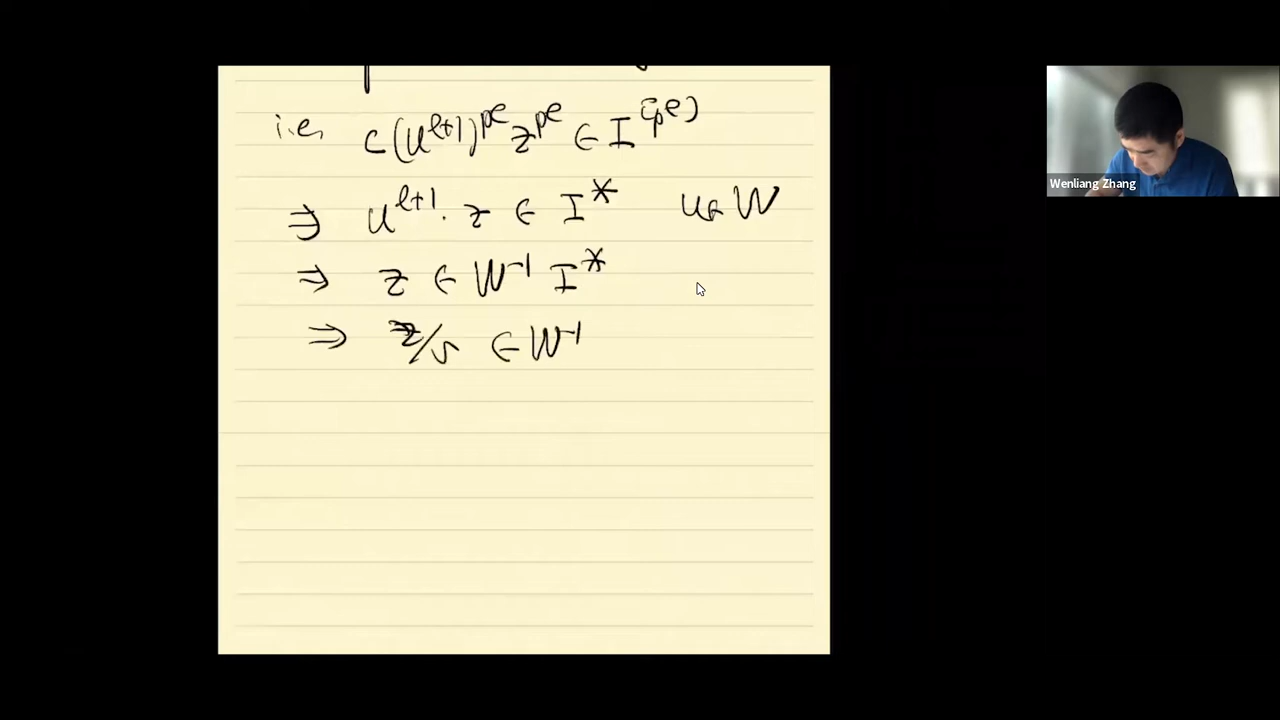 i.e. c(u^{l+1})^{p^e} z^{p^e} ∈ I^{[p^e]}
⇒ u^{l+1} · z ∈ I^* u ∈ W
⇒ z ∈ W^{-1} I^*
⇒ z/s ∈ W^{-1}
Wenliang Zhang